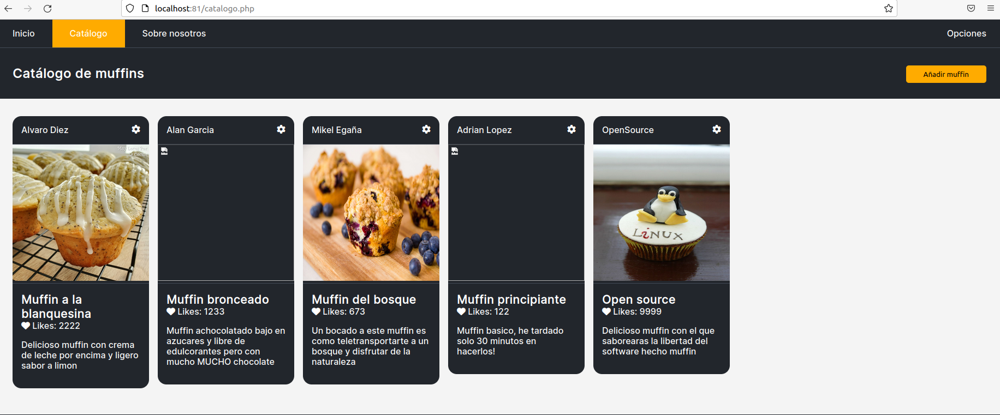 localhost:81/catalogo.php
Inicio
Catálogo
Sobre nosotros
Opciones
Catálogo de muffins
Añadir muffin
Alvaro Diez
Muffin a la
blanquesina
Likes: 2222
Delicioso muffin con crema
de leche por encima y ligero
sabor a limon
Alan Garcia
Muffin bronceado
Likes: 1233
Muffin achocolatado bajo en
azucares y libre de
edulcorantes pero con
mucho MUCHO chocolate
Mikel Egaña
Muffin del bosque
Likes: 673
Un bocado a este muffin es
como teletransportarte a un
bosque y disfrutar de la
naturaleza
Adrian Lopez
Muffin principiante
Likes: 122
Muffin basico, he tardado
solo 30 minutos en
hacerlos!
OpenSource
LiNUX
Open source
Likes: 9999
Delicioso muffin con el que
saborearas la libertad del
software hecho muffin